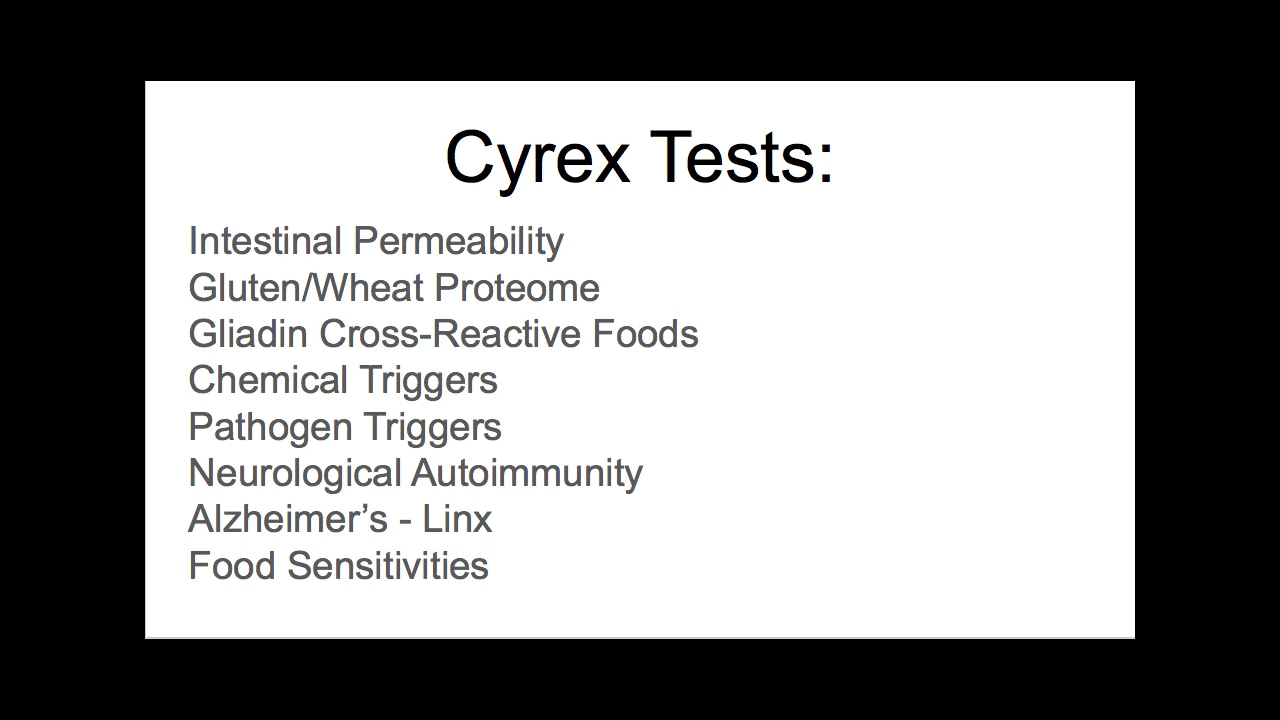 Cyrex Tests:
Intestinal Permeability
Gluten/Wheat Proteome
Gliadin Cross-Reactive Foods
Chemical Triggers
Pathogen Triggers
Neurological Autoimmunity
Alzheimer’s - Linx
Food Sensitivities